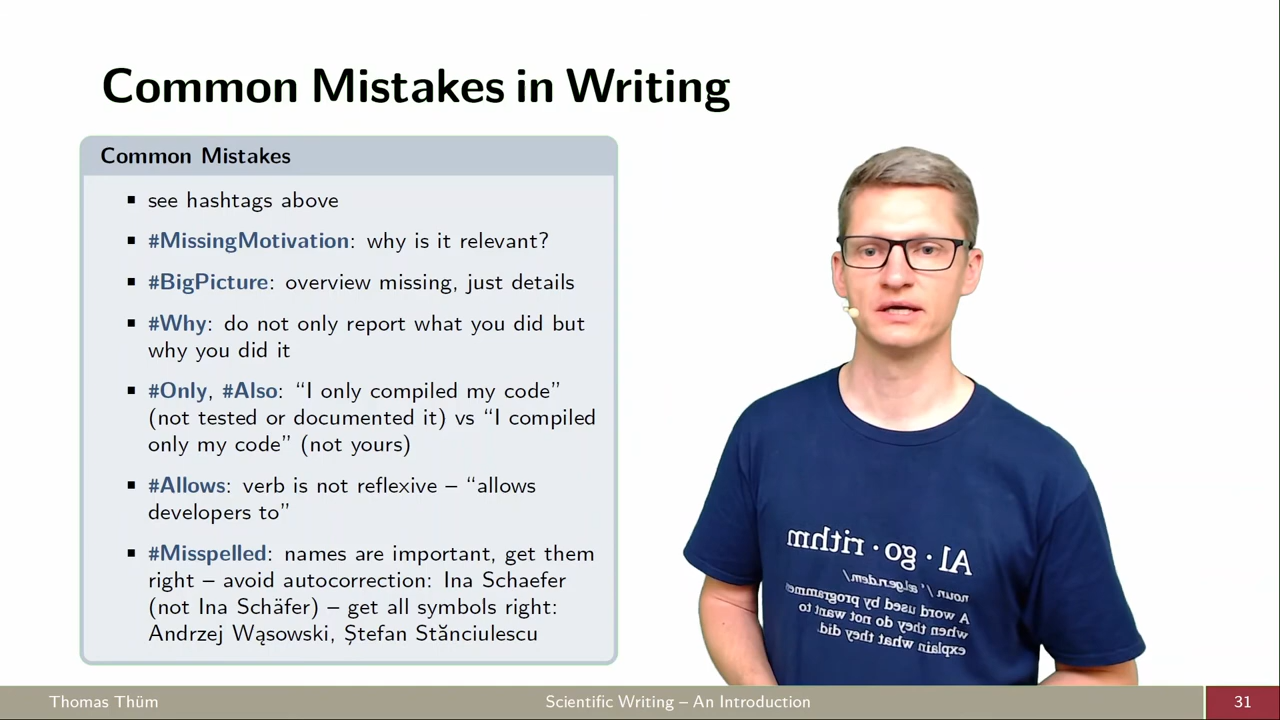 Common Mistakes in Writing
Common Mistakes
▪ see hashtags above
▪ #MissingMotivation: why is it relevant?
▪ #BigPicture: overview missing, just details
▪ #Why: do not only report what you did but
why you did it
▪ #Only, #Also: “I only compiled my code”
(not tested or documented it) vs “I compiled
only my code” (not yours)
▪ #Allows: verb is not reflexive – “allows
developers to”
▪ #Misspelled: names are important, get them
right – avoid autocorrection: Ina Schaefer
(not Ina Schäfer) – get all symbols right:
Andrzej Wąsowski, Ștefan Stănciulescu
Al·go·rithm
noun
A word used by programmers
when they do not want to
explain what they did.
Thomas Thüm
Scientific Writing – An Introduction
31